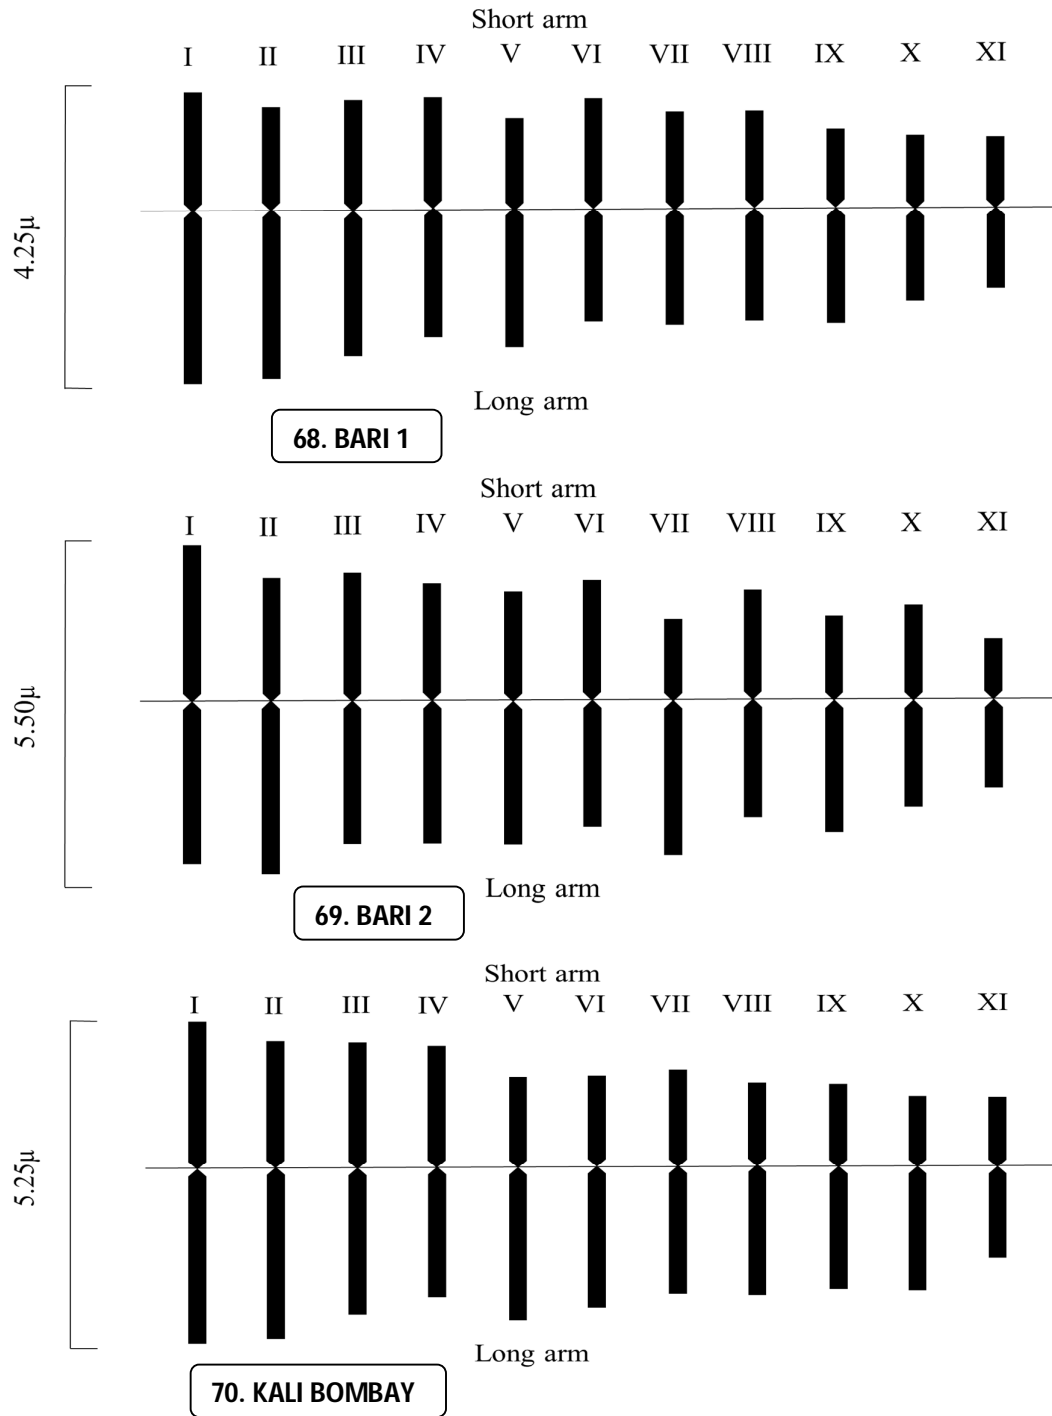 Short arm
I II III IV V VI VII VIII IX X XI
4.25µ
Long arm
68. BARI 1
Short arm
I II III IV V VI VII VIII IX X XI
5.50µ
Long arm
69. BARI 2
Short arm
I II III IV V VI VII VIII IX X XI
5.25µ
Long arm
70. KALI BOMBAY